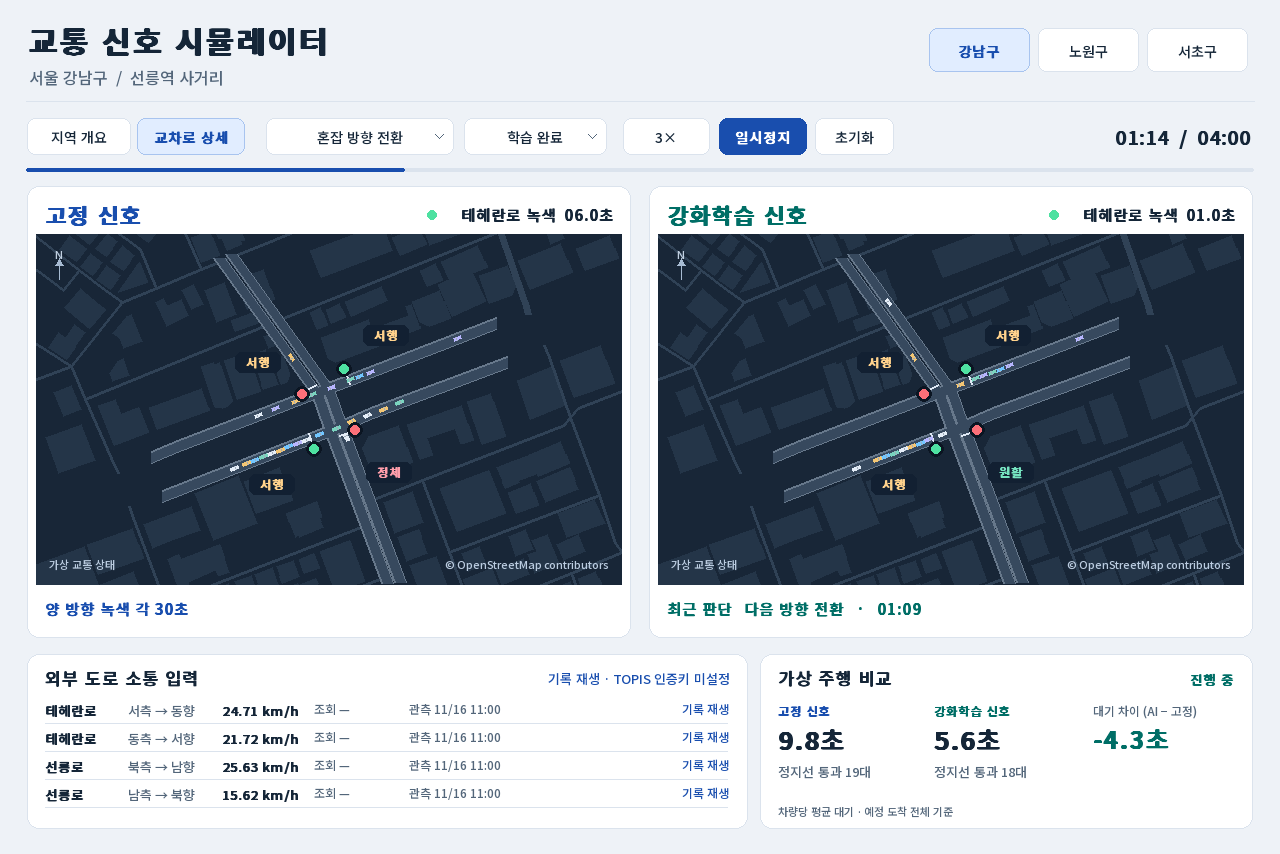 교통 신호 시뮬레이터
서울 강남구 / 선릉역 사거리
강남구 노원구 서초구
지역 개요 교차로 상세 혼잡 방향 전환 학습 완료 3× 일시정지 초기화 01:14 / 04:00
고정 신호 테헤란로 녹색 06.0초
N
서행
서행
서행
정체
가상 교통 상태 © OpenStreetMap contributors
양 방향 녹색 각 30초
강화학습 신호 테헤란로 녹색 01.0초
N
서행
서행
서행
원활
가상 교통 상태 © OpenStreetMap contributors
최근 판단 다음 방향 전환 · 01:09
외부 도로 소통 입력 기록 재생 · TOPIS 인증키 미설정
테헤란로 서측 → 동향 24.71 km/h 조회 — 관측 11/16 11:00 기록 재생
테헤란로 동측 → 서향 21.72 km/h 조회 — 관측 11/16 11:00 기록 재생
선릉로 북측 → 남향 25.63 km/h 조회 — 관측 11/16 11:00 기록 재생
선릉로 남측 → 북향 15.62 km/h 조회 — 관측 11/16 11:00 기록 재생
가상 주행 비교 진행 중
고정 신호 강화학습 신호 대기 차이 (AI − 고정)
9.8초 5.6초 -4.3초
정지선 통과 19대 정지선 통과 18대
차량당 평균 대기 · 예정 도착 전체 기준